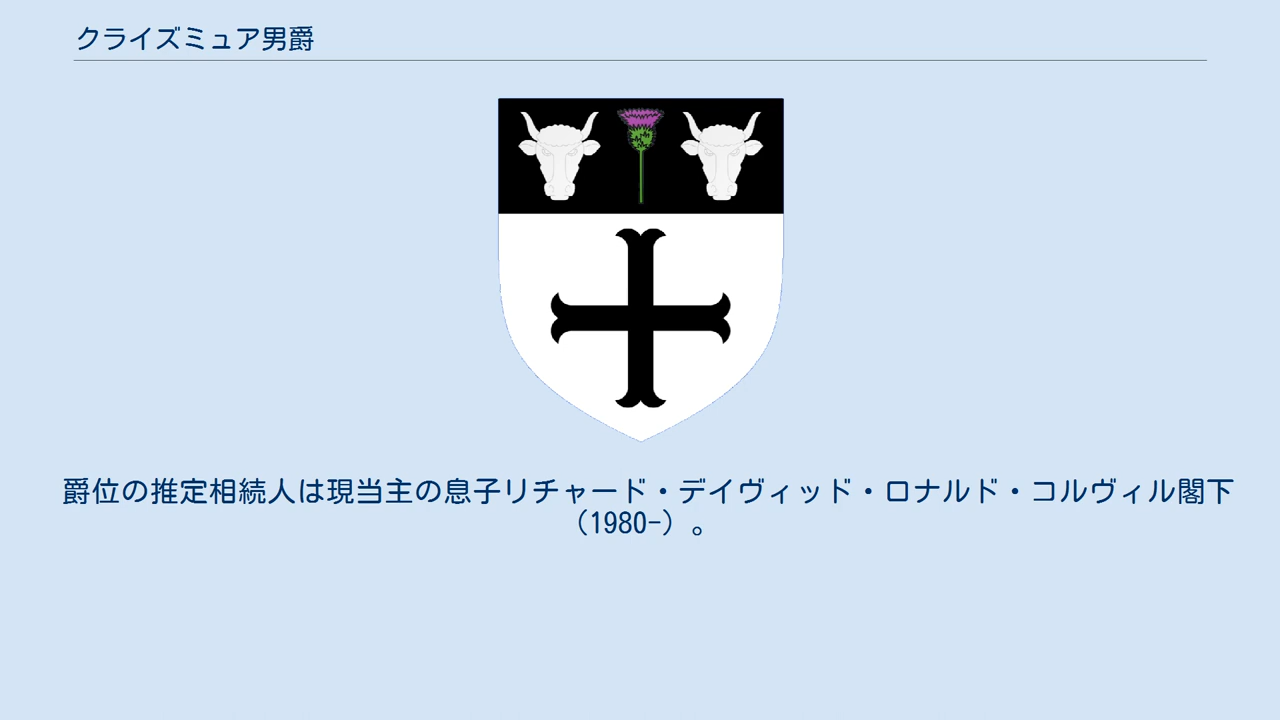 クライズミュア男爵
爵位の推定相続人は現当主の息子リチャード・デイヴィッド・ロナルド・コルヴィル閣下
（1980-）。